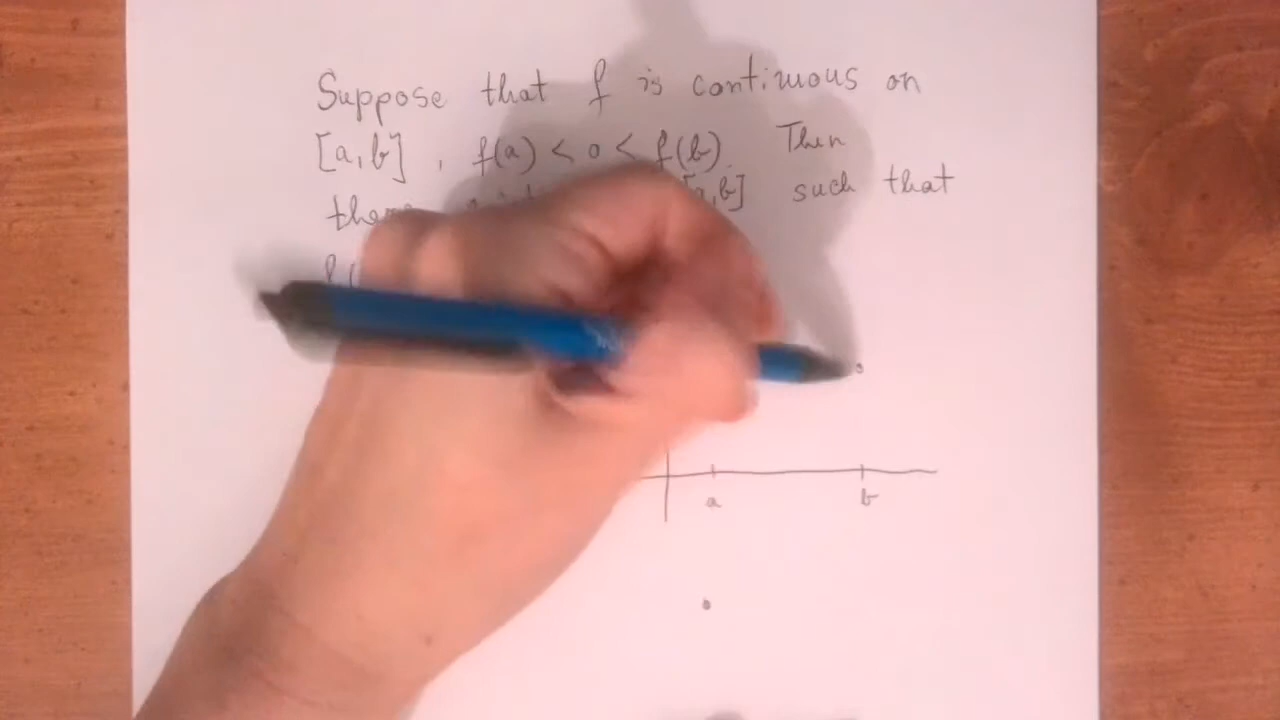 Suppose that f is continuous on
[a,b] , f(a) < 0 < f(b). Then
[a,b] such that
a b